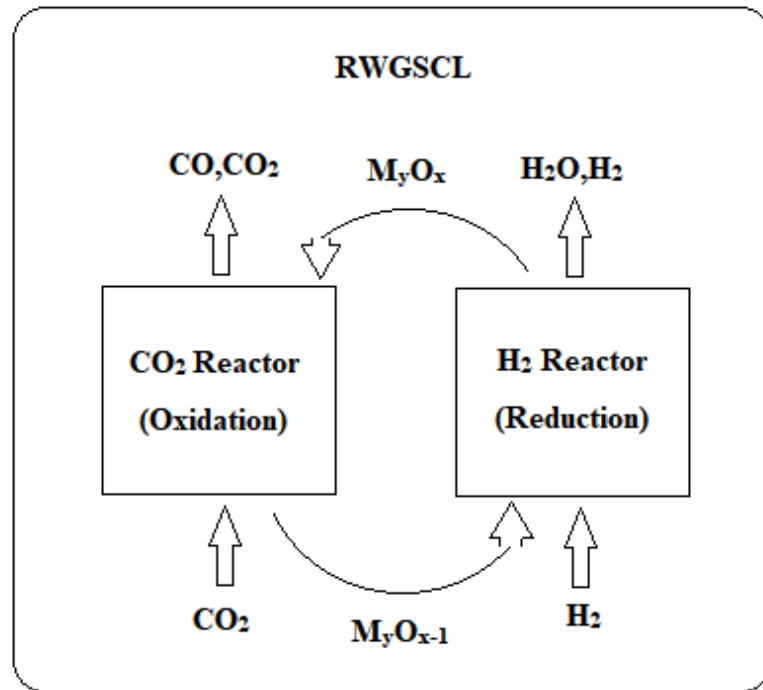 RWGSCL
CO,CO₂
MyOₓ
H₂O,H₂
CO₂ Reactor
(Oxidation)
H₂ Reactor
(Reduction)
CO₂
MyOₓ₋₁
H₂